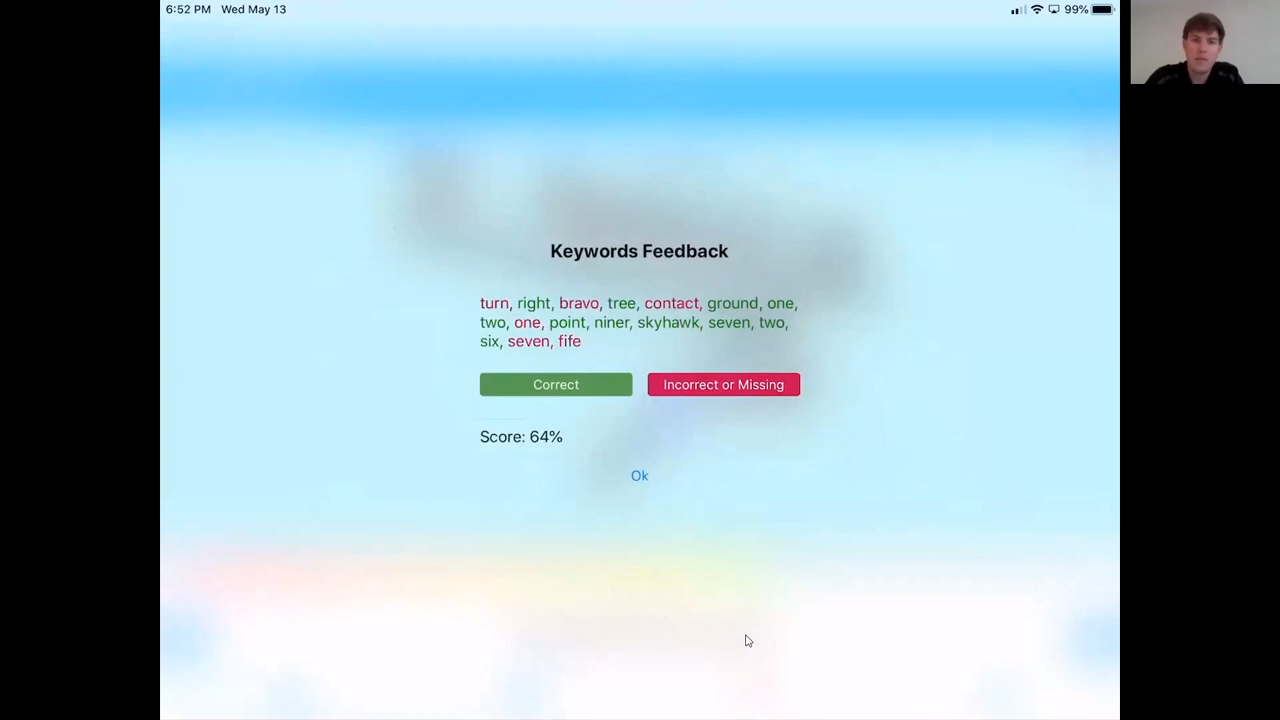 6:52 PM Wed May 13
99%
Keywords Feedback
turn, right, bravo, tree, contact, ground, one,
two, one, point, niner, skyhawk, seven, two,
six, seven, fife
Correct
Incorrect or Missing
Score: 64%
Ok